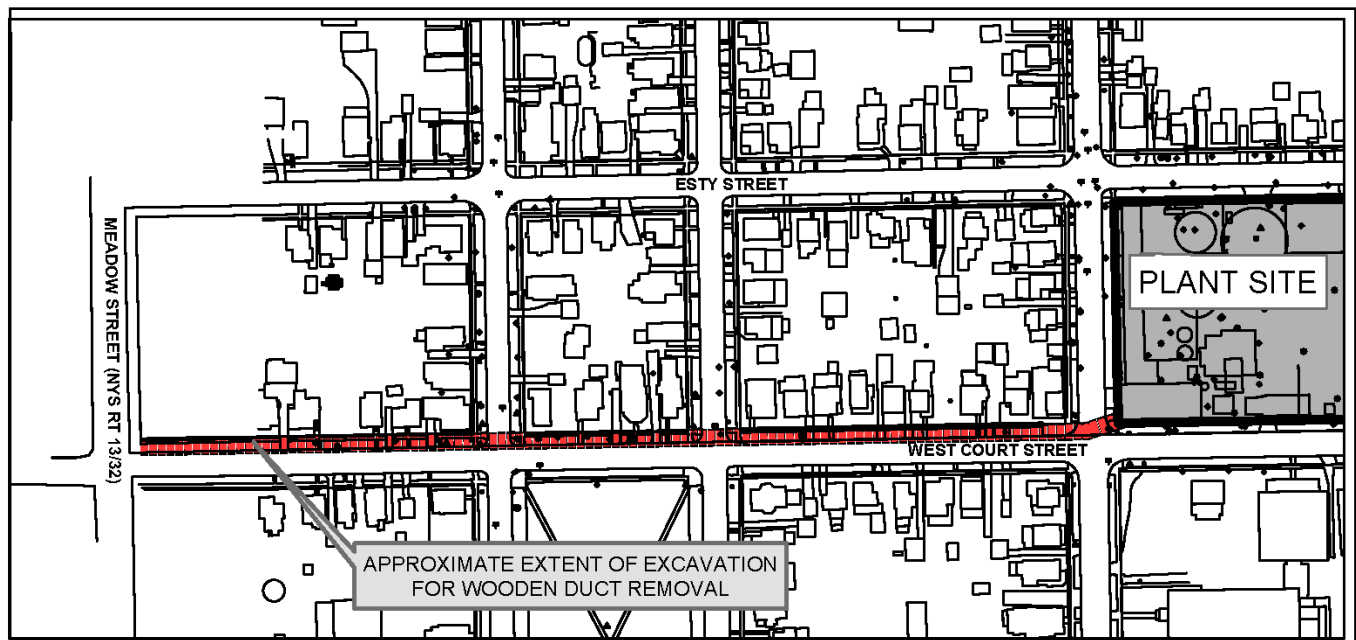 ESTY STREET
MEADOW STREET (NYS RT 13/32)
PLANT SITE
WEST COURT STREET
APPROXIMATE EXTENT OF EXCAVATION
FOR WOODEN DUCT REMOVAL